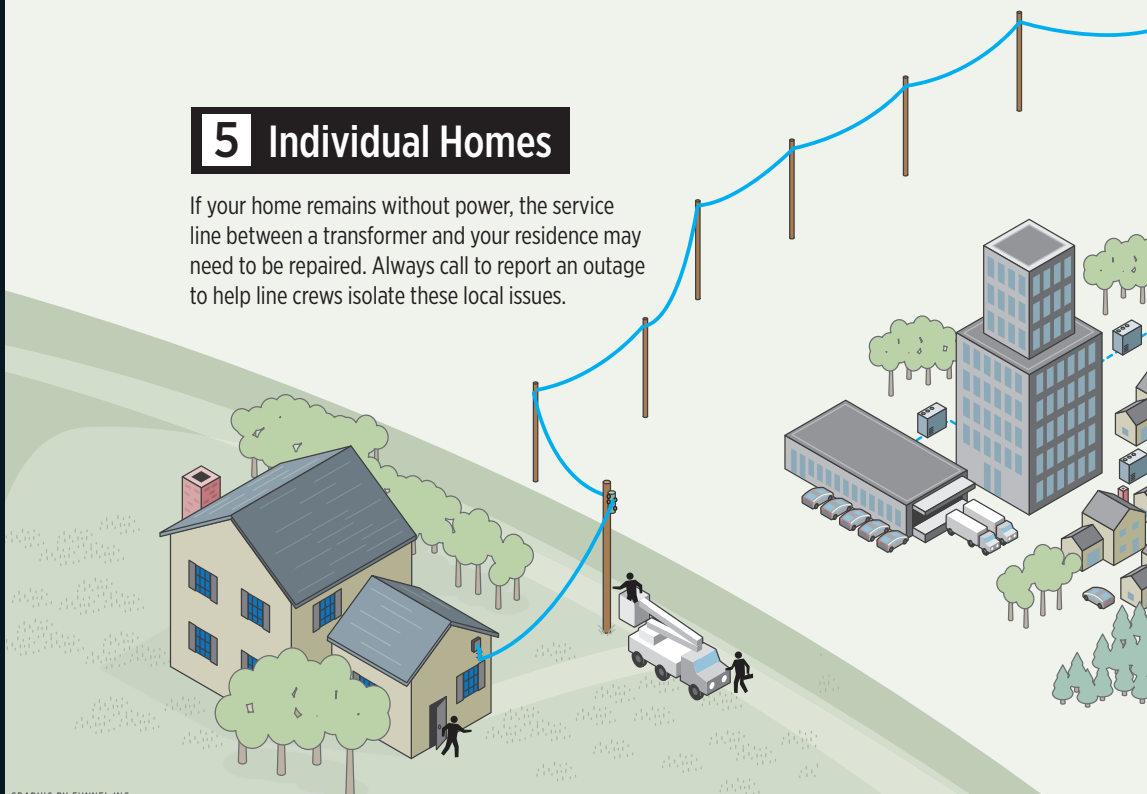 5 Individual Homes
If your home remains without power, the service
line between a transformer and your residence may
need to be repaired. Always call to report an outage
to help line crews isolate these local issues.